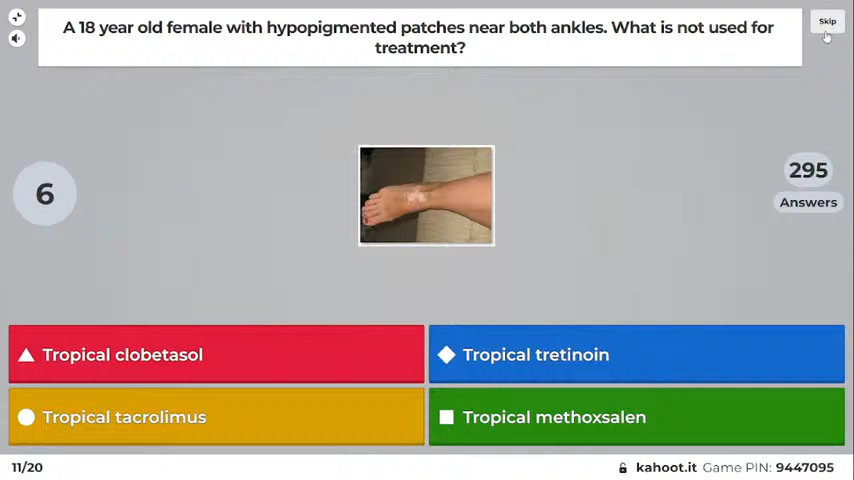 A 18 year old female with hypopigmented patches near both ankles. What is not used for
treatment?
Skip
6
295
Answers
Tropical clobetasol
Tropical tretinoin
Tropical tacrolimus
Tropical methoxsalen
11/20
kahoot.it Game PIN: 9447095